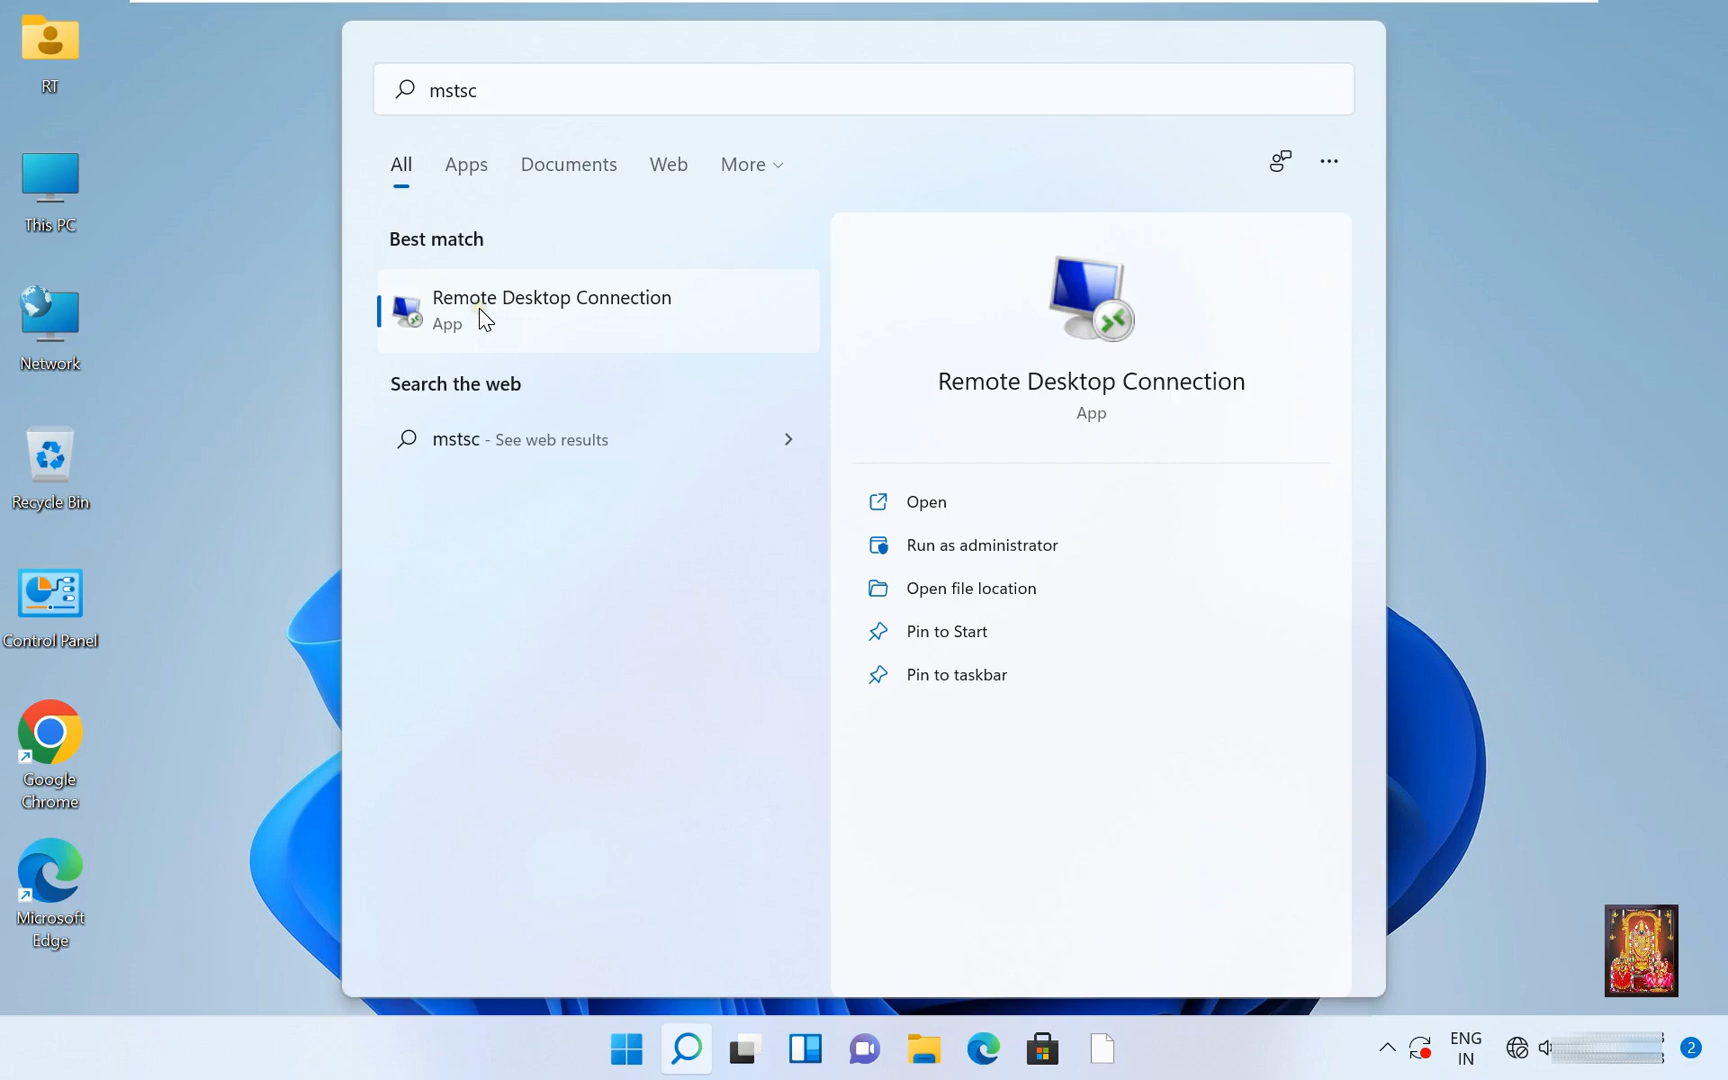 RT
This PC
Network
Recycle Bin
Control Panel
Google
Chrome
Microsoft
Edge
mstsc
All Apps Documents Web More
Best match
Remote Desktop Connection
App
Search the web
mstsc - See web results
Remote Desktop Connection
App
Open
Run as administrator
Open file location
Pin to Start
Pin to taskbar
ENG
IN
2